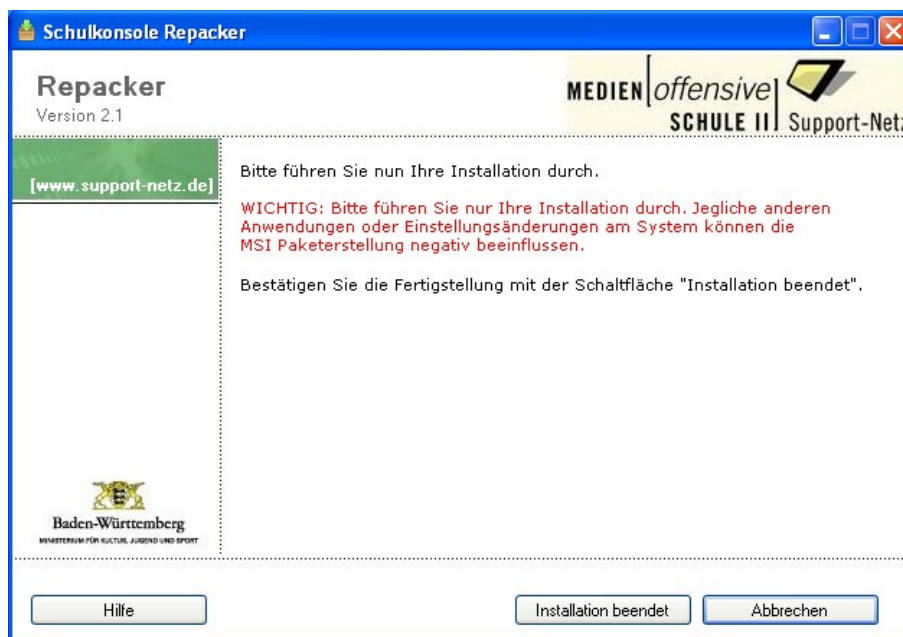 Schulkonsole Repacker
Repacker
Version 2.1
MEDIEN offensive
SCHULE II Support-Netz
[www.support-netz.de]
Bitte führen Sie nun Ihre Installation durch.
WICHTIG: Bitte führen Sie nur Ihre Installation durch. Jegliche anderen
Anwendungen oder Einstellungsänderungen am System können die
MSI Paketerstellung negativ beeinflussen.
Bestätigen Sie die Fertigstellung mit der Schaltfläche "Installation beendet".
Baden-Württemberg
MINISTERIUM FÜR KULTUS, JUGEND UND SPORT
Hilfe
Installation beendet
Abbrechen